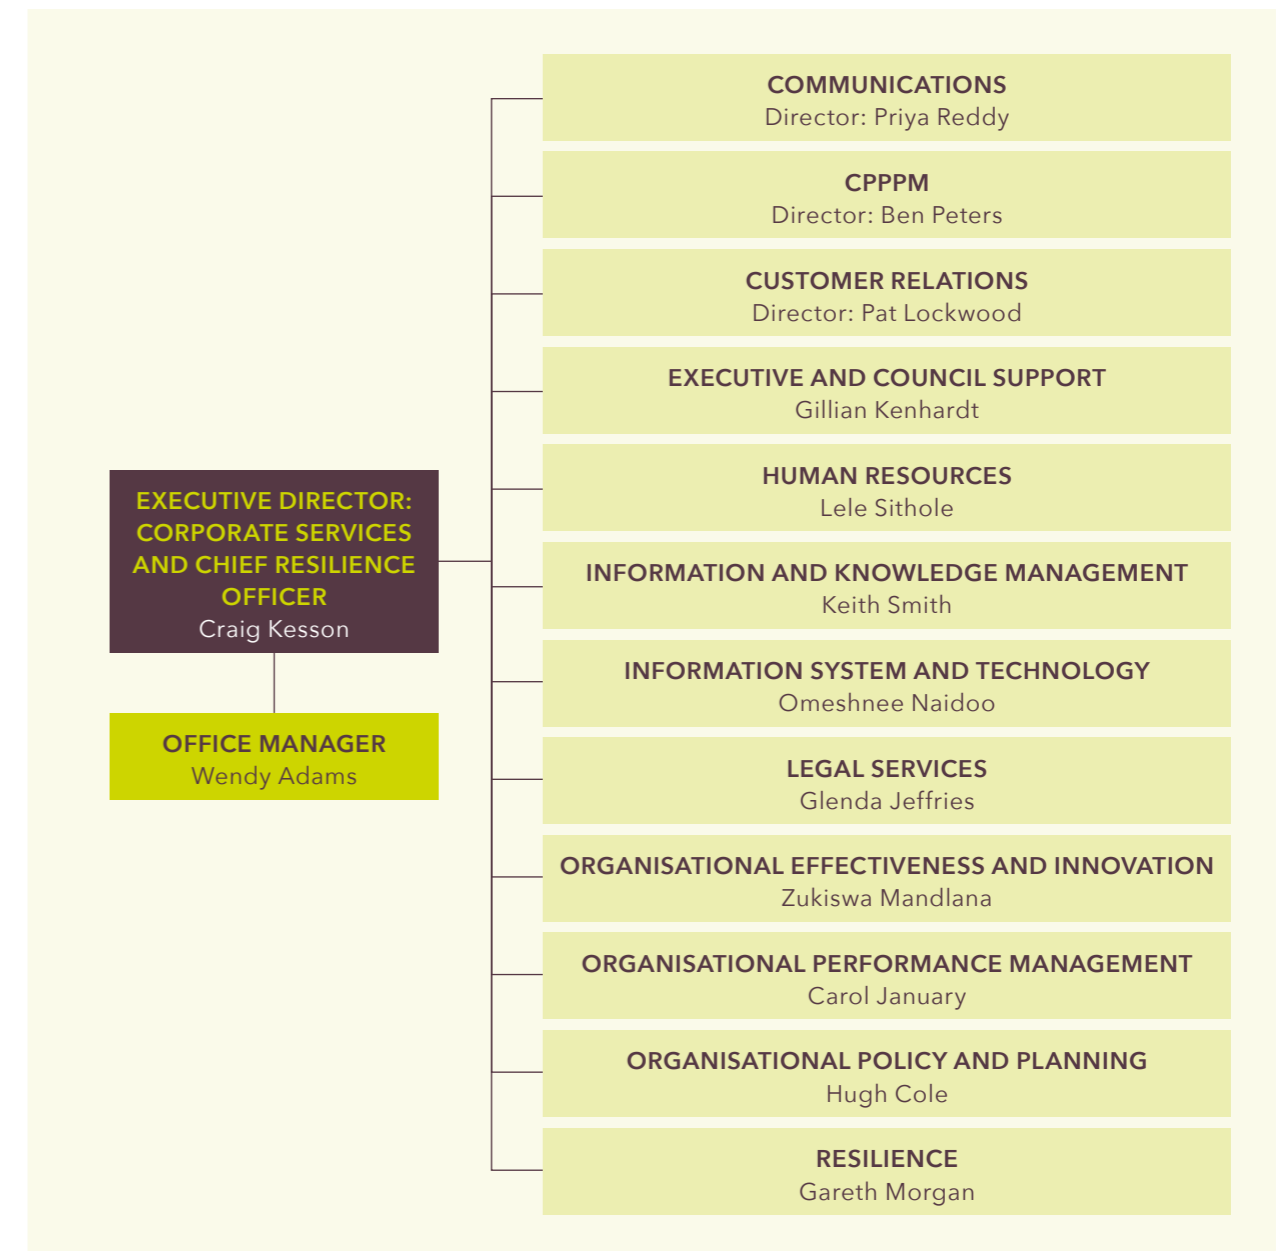 COMMUNICATIONS
Director: Priya Reddy
CPPPM
Director: Ben Peters
CUSTOMER RELATIONS
Director: Pat Lockwood
EXECUTIVE AND COUNCIL SUPPORT
Gillian Kenhardt
HUMAN RESOURCES
Lele Sithole
EXECUTIVE DIRECTOR:
CORPORATE SERVICES
AND CHIEF RESILIENCE
OFFICER
Craig Kesson
OFFICE MANAGER
Wendy Adams
INFORMATION AND KNOWLEDGE MANAGEMENT
Keith Smith
INFORMATION SYSTEM AND TECHNOLOGY
Omeshnee Naidoo
LEGAL SERVICES
Glenda Jeffries
ORGANISATIONAL EFFECTIVENESS AND INNOVATION
Zukiswa Mandlana
ORGANISATIONAL PERFORMANCE MANAGEMENT
Carol January
ORGANISATIONAL POLICY AND PLANNING
Hugh Cole
RESILIENCE
Gareth Morgan